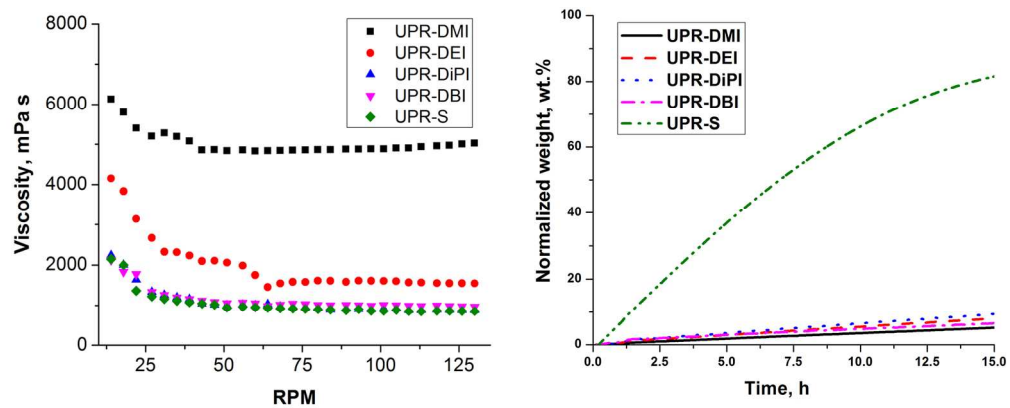 8000
6000
4000
2000
0
25
50
75
100
125
Viscosity, mPa s
RPM
UPR-DMI
UPR-DEI
UPR-DiPI
UPR-DBI
UPR-S
100
80
60
40
20
0
0.0
2.5
5.0
7.5
10.0
12.5
15.0
Normalized weight, wt.%
Time, h
UPR-DMI
UPR-DEI
UPR-DiPI
UPR-DBI
UPR-S